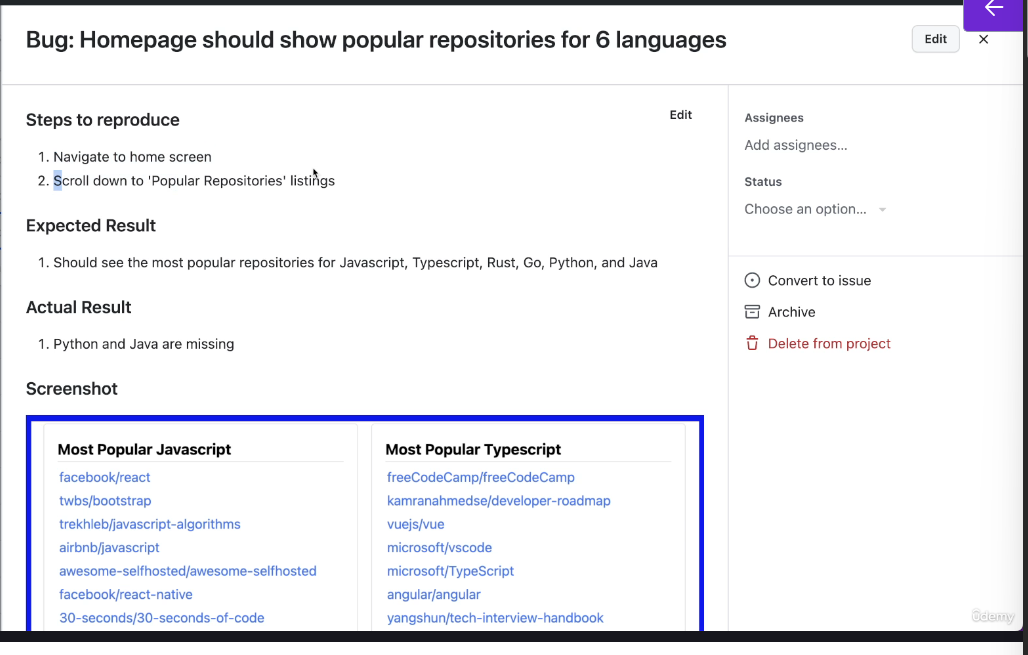 Bug: Homepage should show popular repositories for 6 languages
Edit
Steps to reproduce
Edit
1. Navigate to home screen
2. Scroll down to 'Popular Repositories' listings
Expected Result
1. Should see the most popular repositories for Javascript, Typescript, Rust, Go, Python, and Java
Actual Result
1. Python and Java are missing
Screenshot
Most Popular Javascript
facebook/react
twbs/bootstrap
trekhleb/javascript-algorithms
airbnb/javascript
awesome-selfhosted/awesome-selfhosted
facebook/react-native
30-seconds/30-seconds-of-code
Most Popular Typescript
freeCodeCamp/freeCodeCamp
kamranahmedse/developer-roadmap
vuejs/vue
microsoft/vscode
microsoft/TypeScript
angular/angular
yangshun/tech-interview-handbook
Assignees
Add assignees...
Status
Choose an option...
Convert to issue
Archive
Delete from project
ûdemy